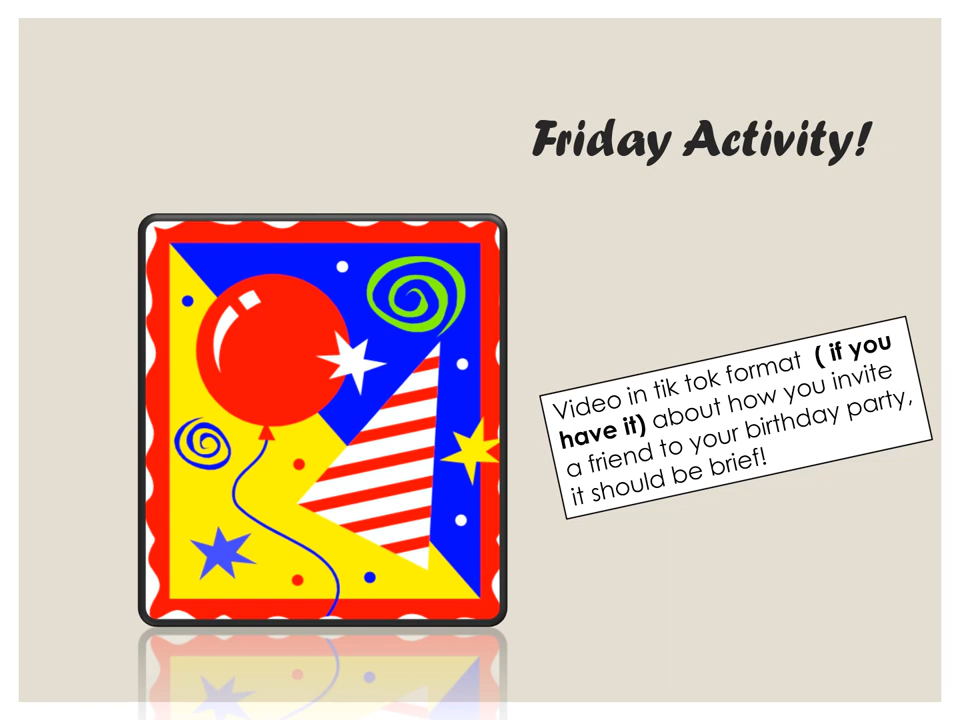 Friday Activity!
Video in tik tok format ( if you
have it) about how you invite
a friend to your birthday party,
it should be brief!